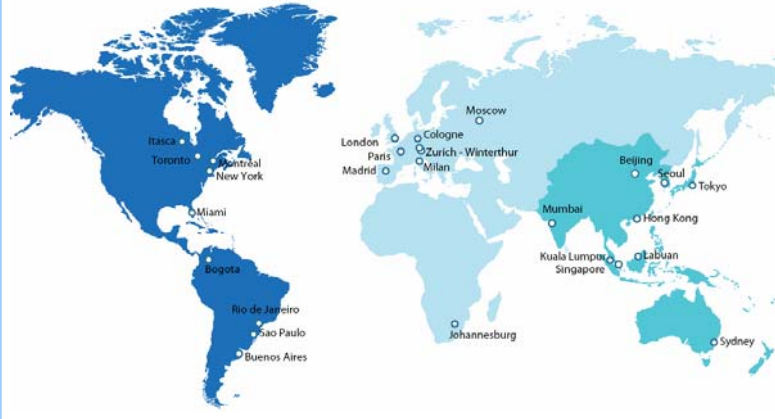 Moscow
Itasca
London
Cologne
Toronto
Montréal
Paris
Zurich - Winterthur
New York
Madrid
Milan
Beijing
Seoul
Tokyo
Miami
Mumbai
Hong Kong
Bogota
Kuala Lumpur
Labuan
Singapore
Rio de Janeiro
Sao Paulo
Johannesburg
Sydney
Buenos Aires